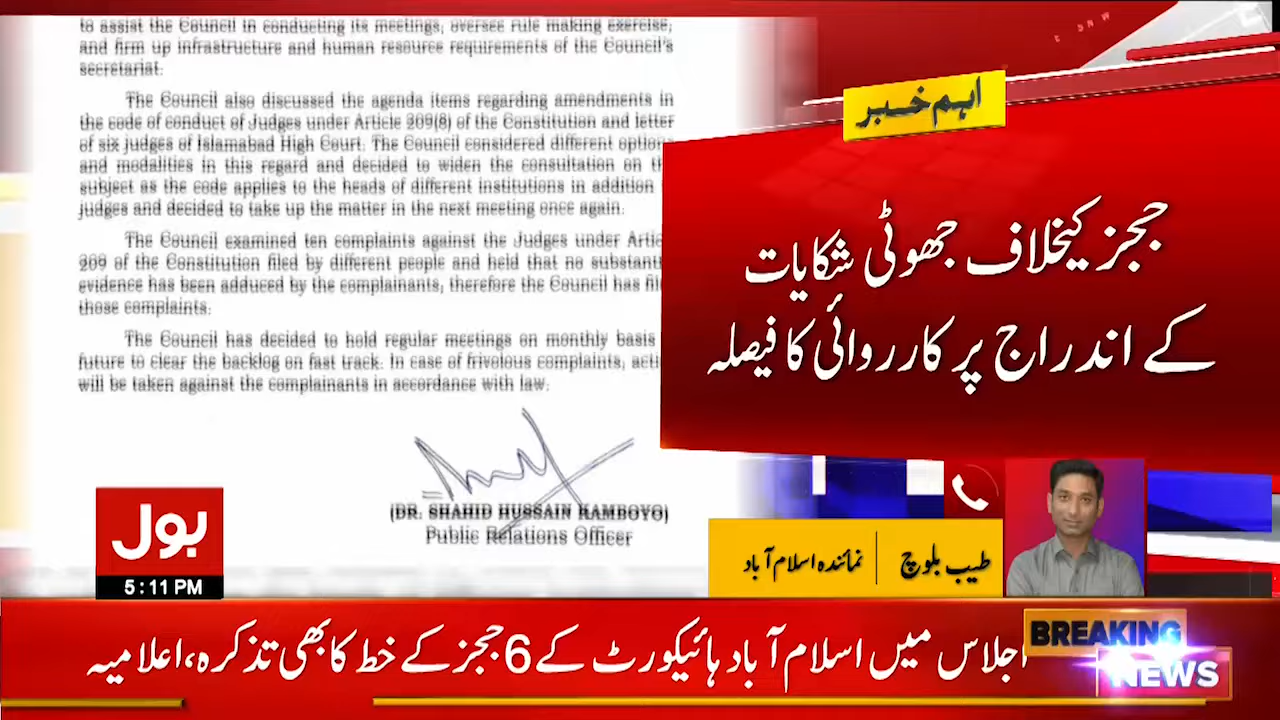 to assist the Council in conducting its meetings, oversee rule making exercise,
and firm up infrastructure and human resource requirements of the Council's
secretariat.
The Council also discussed the agenda items regarding amendments in
the code of conduct of Judges under Article 209(8) of the Constitution and letter
of six judges of Islamabad High Court. The Council considered different option
and modalities in this regard and decided to widen the consultation on
subject as the code applies to the heads of different institutions in addition
judges and decided to take up the matter in the next meeting once again.
The Council examined ten complaints against the Judges under
209 of the Constitution filed by different people and held that no
evidence has been adduced by the complainants, therefore the Council has
those complaints.
The Council has decided to hold regular meetings on monthly basis
future to clear the backlog on fast track. In case of frivolous complaints,
will be taken against the complainants in accordance with law.
(DR. SHAHID HUSSAIN KAMBOYO)
Public Relations Officer
اہم خبر
ججز کیخلاف جھوٹی شکایات
کے اندراج پر کارروائی کا فیصلہ
طیب بلوچ
نمائندہ اسلام آباد
بول
5:11 PM
اجلاس میں اسلام آباد ہائیکورٹ کے 6 ججز کے خط کا بھی تذکرہ، اعلامیہ
BREAKING
NEWS